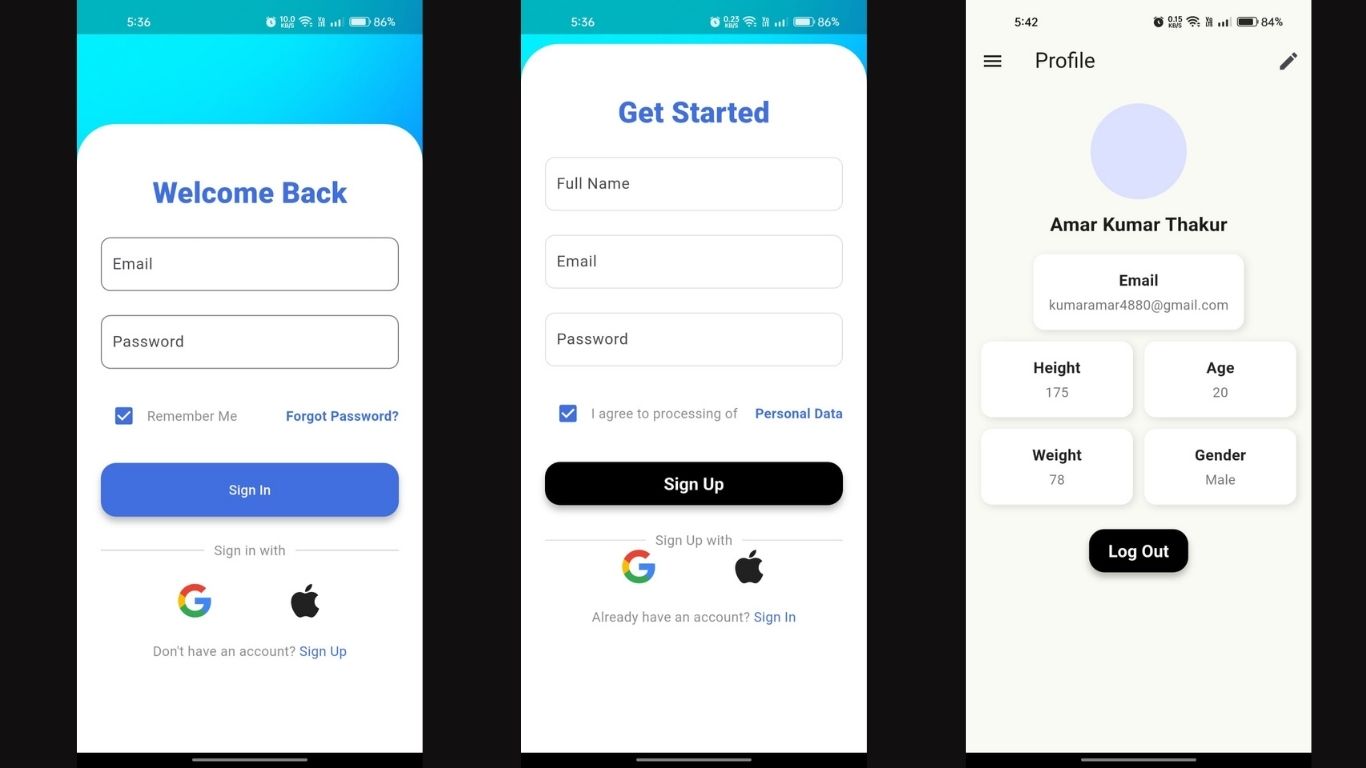 5:36
10.0
KB/S
86%
Welcome Back
Email
Password
Remember Me
Forgot Password?
Sign In
Sign in with
Don't have an account? Sign Up
5:36
0.23
KB/S
86%
Get Started
Full Name
Email
Password
I agree to processing of
Personal Data
Sign Up
Sign Up with
Already have an account? Sign In
5:42
0.15
KB/S
84%
Profile
Amar Kumar Thakur
Email
kumaramar4880@gmail.com
Height
175
Age
20
Weight
78
Gender
Male
Log Out